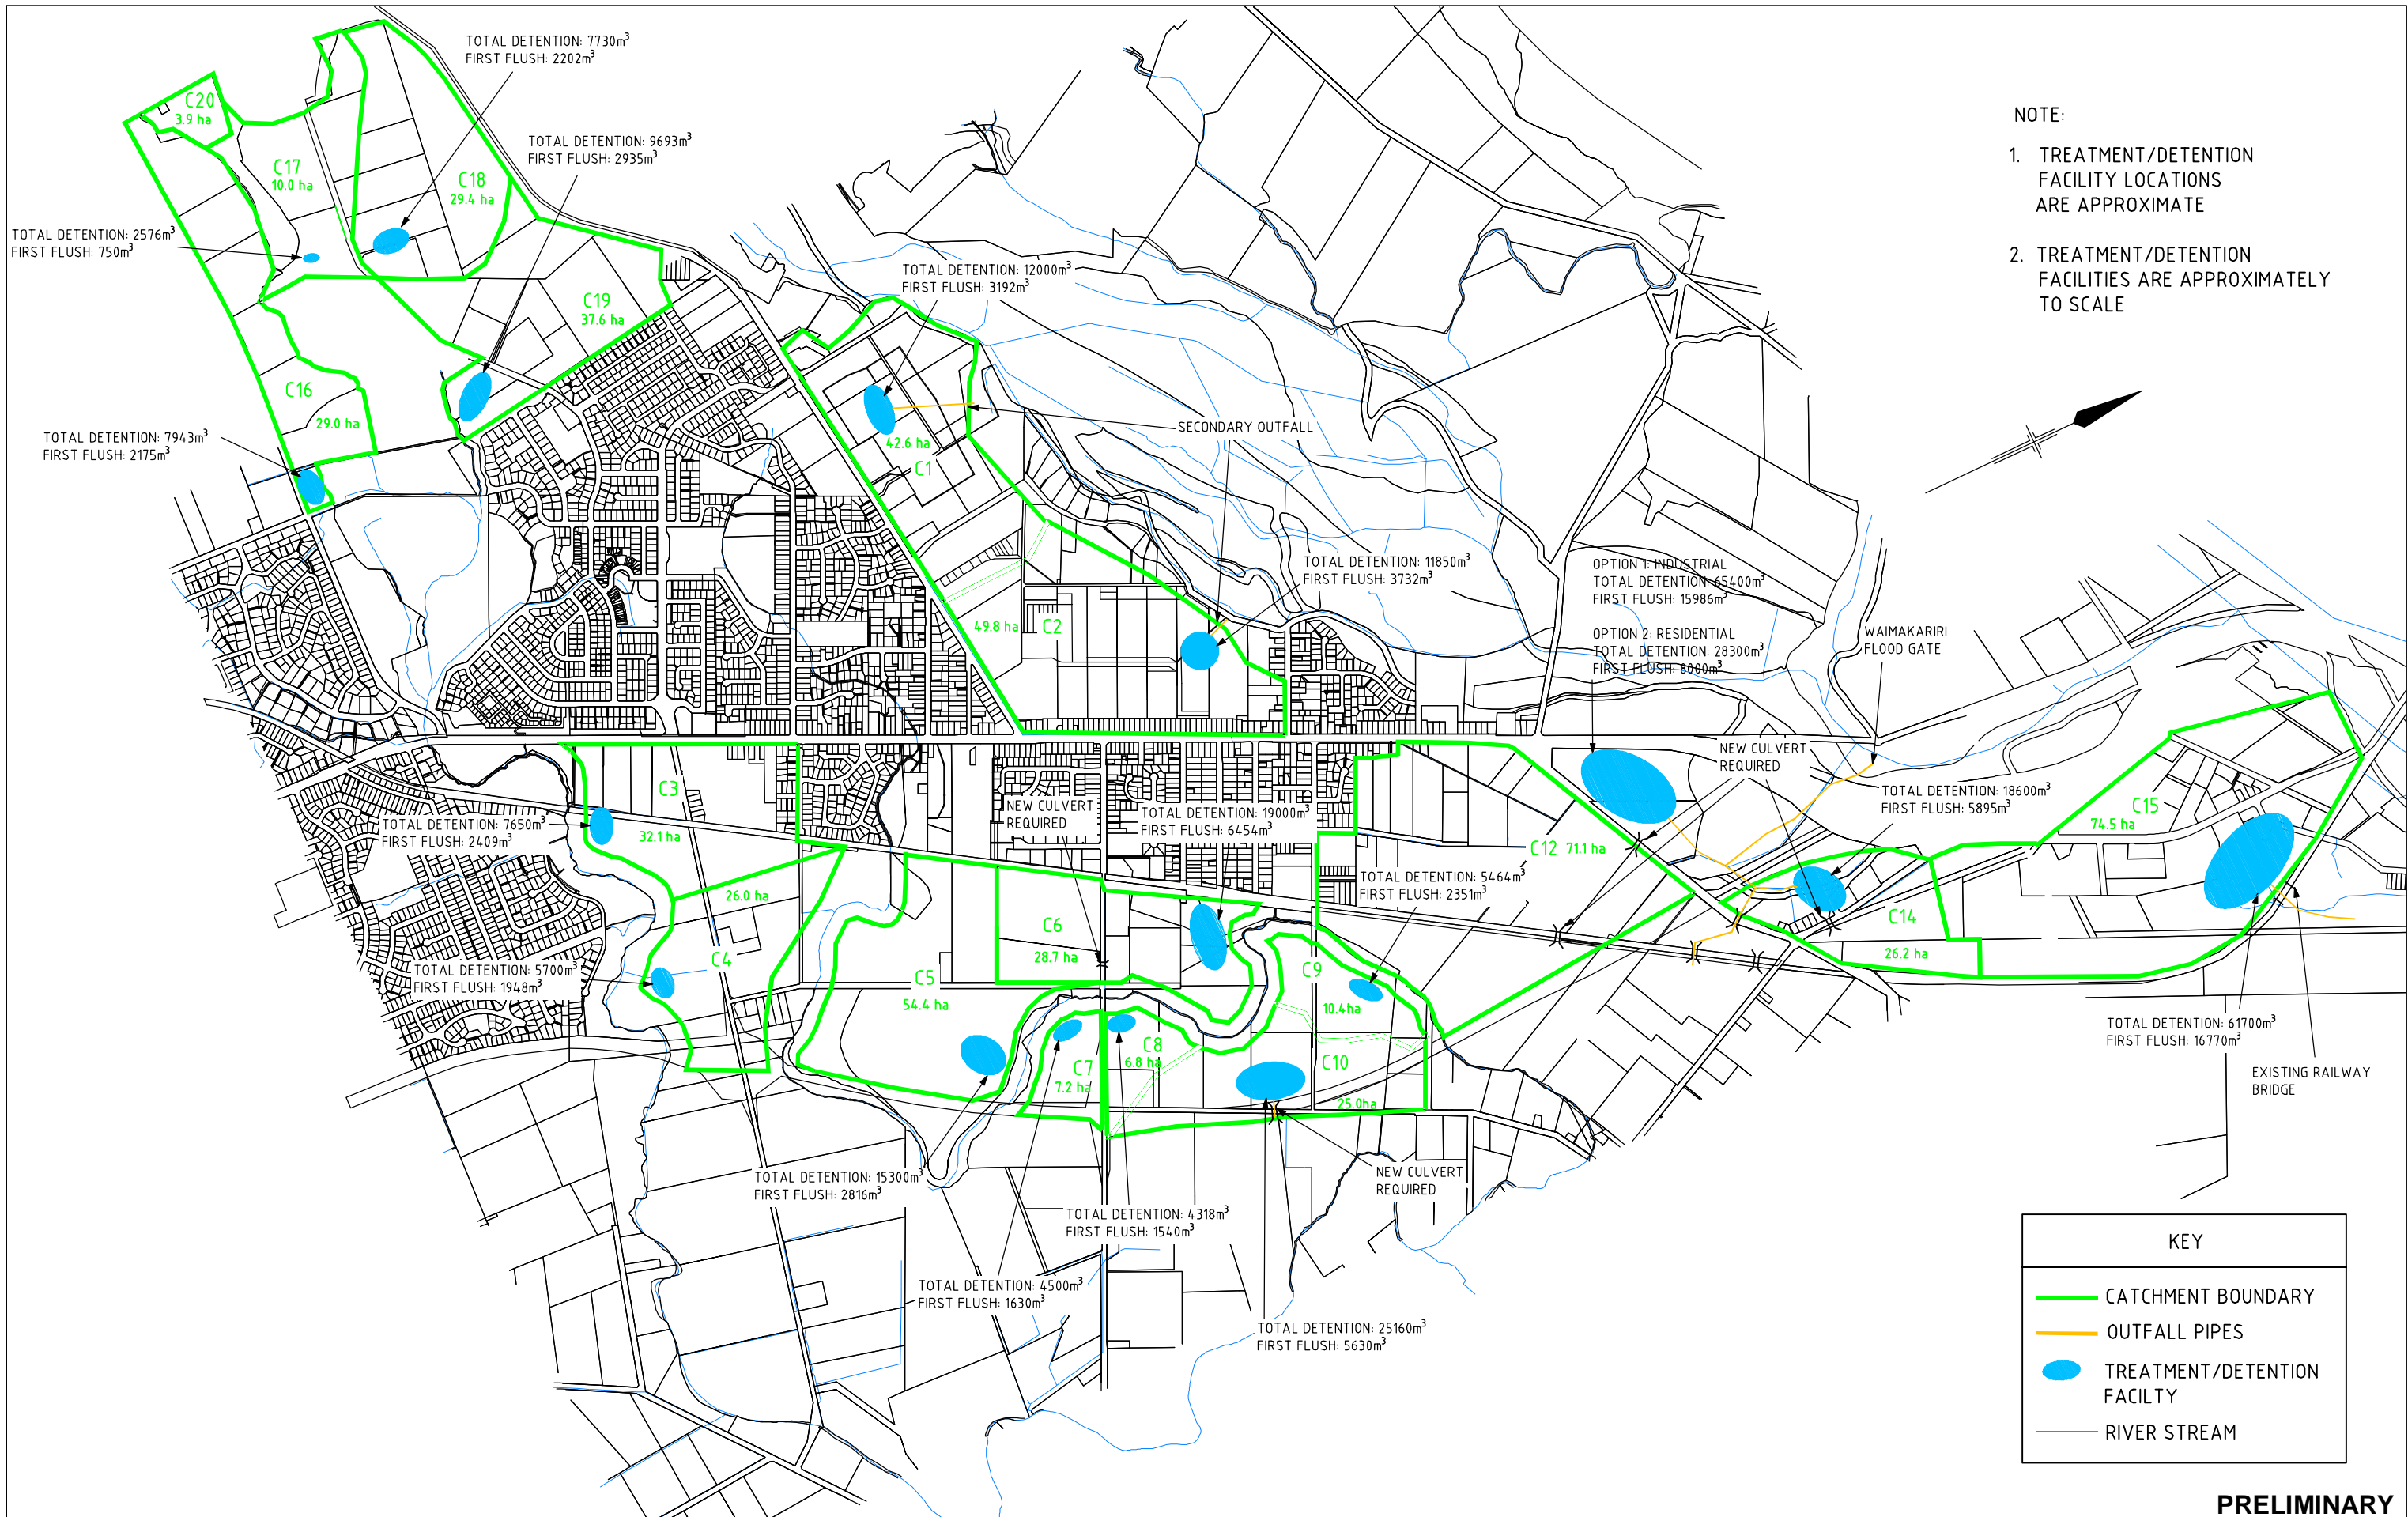 TOTAL DETENTION: 7730m³
FIRST FLUSH: 2202m³
C20
3.9 ha
C17
10.0 ha
C18
29.4 ha
TOTAL DETENTION: 9693m³
FIRST FLUSH: 2935m³
TOTAL DETENTION: 2576m³
FIRST FLUSH: 750m³
C19
37.6 ha
TOTAL DETENTION: 12000m³
FIRST FLUSH: 3192m³
NOTE:
1. TREATMENT/DETENTION
FACILITY LOCATIONS
ARE APPROXIMATE
2. TREATMENT/DETENTION
FACILITIES ARE APPROXIMATELY
TO SCALE
C16
29.0 ha
TOTAL DETENTION: 7943m³
FIRST FLUSH: 2175m³
42.6 ha
C1
SECONDARY OUTFALL
TOTAL DETENTION: 11850m³
FIRST FLUSH: 3732m³
49.8 ha
C2
OPTION 1: INDUSTRIAL
TOTAL DETENTION: 65400m³
FIRST FLUSH: 15986m³
OPTION 2: RESIDENTIAL
TOTAL DETENTION: 28300m³
FIRST FLUSH: 8000m³
WAIMAKARIRI
FLOOD GATE
NEW CULVERT
REQUIRED
TOTAL DETENTION: 18600m³
FIRST FLUSH: 5895m³
C15
74.5 ha
C3
32.1 ha
TOTAL DETENTION: 7650m³
FIRST FLUSH: 2409m³
NEW CULVERT
REQUIRED
TOTAL DETENTION: 19000m³
FIRST FLUSH: 6454m³
C12 71.1 ha
TOTAL DETENTION: 5464m³
FIRST FLUSH: 2351m³
26.0 ha
C4
TOTAL DETENTION: 5700m³
FIRST FLUSH: 1948m³
C6
28.7 ha
C5
54.4 ha
C9
10.4ha
C14
26.2 ha
C7
7.2 ha
C8
6.8 ha
C10
25.0ha
TOTAL DETENTION: 61700m³
FIRST FLUSH: 16770m³
EXISTING RAILWAY
BRIDGE
TOTAL DETENTION: 15300m³
FIRST FLUSH: 2816m³
NEW CULVERT
REQUIRED
TOTAL DETENTION: 4318m³
FIRST FLUSH: 1540m³
TOTAL DETENTION: 4500m³
FIRST FLUSH: 1630m³
TOTAL DETENTION: 25160m³
FIRST FLUSH: 5630m³
KEY
CATCHMENT BOUNDARY
OUTFALL PIPES
TREATMENT/DETENTION
FACILTY
RIVER STREAM
PRELIMINARY